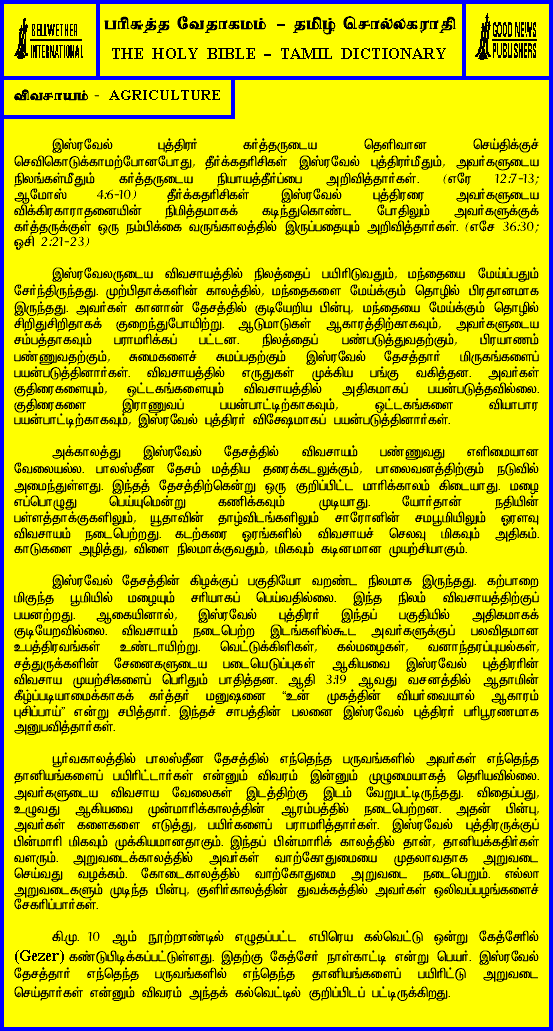 BELLWETHER
INTERNATIONAL
பரிசுத்த வேதாகமம் – தமிழ் சொல்லகராதி
THE HOLY BIBLE – TAMIL DICTIONARY
GOOD NEWS
PUBLISHERS
விவசாயம் - AGRICULTURE
இஸ்ரவேல் புத்திரர் கர்த்தருடைய தெளிவான செய்திக்குச்
செவிகொடுக்காமற்போனபோது, தீர்க்கதரிசிகள் இஸ்ரவேல் புத்திரர்மீதும், அவர்களுடைய
நிலங்கள்மீதும் கர்த்தருடைய நியாயத்தீர்ப்பை அறிவித்தார்கள். (எரே 12:7-13;
ஆமோஸ் 4:6-10) தீர்க்கதரிசிகள் இஸ்ரவேல் புத்திரரை அவர்களுடைய
விக்கிரகாராதனையின் நிமித்தமாகக் கடிந்துகொண்ட போதிலும் அவர்களுக்குக்
கர்த்தருக்குள் ஒரு நம்பிக்கை வருங்காலத்தில் இருப்பதையும் அறிவித்தார்கள். (எசே 36:30;
ஓசி 2:21-23)
இஸ்ரவேலருடைய விவசாயத்தில் நிலத்தைப் பயிரிடுவதும், மந்தையை மேய்ப்பதும்
சேர்ந்திருந்தது. முற்பிதாக்களின் காலத்தில், மந்தைகளை மேய்க்கும் தொழில் பிரதானமாக
இருந்தது. அவர்கள் கானான் தேசத்தில் குடியேறிய பின்பு, மந்தையை மேய்க்கும் தொழில்
சிறிதுசிறிதாகக் குறைந்துபோயிற்று. ஆடுமாடுகள் ஆகாரத்திற்காகவும், அவர்களுடைய
சம்பத்தாகவும் பராமரிக்கப் பட்டன. நிலத்தைப் பண்படுத்துவதற்கும், பிரயாணம்
பண்ணுவதற்கும், சுமைகளைச் சுமப்பதற்கும் இஸ்ரவேல் தேசத்தார் மிருகங்களைப்
பயன்படுத்தினார்கள். விவசாயத்தில் எருதுகள் முக்கிய பங்கு வகித்தன. அவர்கள்
குதிரைகளையும், ஒட்டகங்களையும் விவசாயத்தில் அதிகமாகப் பயன்படுத்தவில்லை.
குதிரைகளை இராணுவப் பயன்பாட்டிற்காகவும், ஒட்டகங்களை வியாபார
பயன்பாட்டிற்காகவும், இஸ்ரவேல் புத்திரர் விசேஷமாகப் பயன்படுத்தினார்கள்.
அக்காலத்து இஸ்ரவேல் தேசத்தில் விவசாயம் பண்ணுவது எளிமையான
வேலையல்ல. பாலஸ்தீன தேசம் மத்திய தரைக்கடலுக்கும், பாலைவனத்திற்கும் நடுவில்
அமைந்துள்ளது. இந்தத் தேசத்திற்கென்று ஒரு குறிப்பிட்ட மாரிக்காலம் கிடையாது. மழை
எப்பொழுது பெய்யுமென்று கணிக்கவும் முடியாது. யோர்தான் நதியின்
பள்ளத்தாக்குகளிலும், யூதாவின் தாழ்விடங்களிலும் சாரோனின் சமபூமியிலும் ஓரளவு
விவசாயம் நடைபெற்றது. கடற்கரை ஓரங்களில் விவசாயச் செலவு மிகவும் அதிகம்.
காடுகளை அழித்து, விளை நிலமாக்குவதும், மிகவும் கடினமான முயற்சியாகும்.
இஸ்ரவேல் தேசத்தின் கிழக்குப் பகுதியோ வறண்ட நிலமாக இருந்தது. கற்பாறை
மிகுந்த பூமியில் மழையும் சரியாகப் பெய்வதில்லை. இந்த நிலம் விவசாயத்திற்குப்
பயனற்றது. ஆகையினால், இஸ்ரவேல் புத்திரர் இந்தப் பகுதியில் அதிகமாகக்
குடியேறவில்லை. விவசாயம் நடைபெற்ற இடங்களில்கூட அவர்களுக்குப் பலவிதமான
உபத்திரவங்கள் உண்டாயிற்று. வெட்டுக்கிளிகள், கல்மழைகள், வனாந்தரப்புயல்கள்,
சத்துருக்களின் சேனைகளுடைய படையெடுப்புகள் ஆகியவை இஸ்ரவேல் புத்திரரின்
விவசாய முயற்சிகளைப் பெரிதும் பாதித்தன. ஆதி 3:19 ஆவது வசனத்தில் ஆதாமின்
கீழ்ப்படியாமைக்காகக் கர்த்தர் மனுஷனை “உன் முகத்தின் வியர்வையால் ஆகாரம்
புசிப்பாய்” என்று சபித்தார். இந்தச் சாபத்தின் பலனை இஸ்ரவேல் புத்திரர் பரிபூரணமாக
அனுபவித்தார்கள்.
பூர்வகாலத்தில் பாலஸ்தீன தேசத்தில் எந்தெந்த பருவங்களில் அவர்கள் எந்தெந்த
தானியங்களைப் பயிரிட்டார்கள் என்னும் விவரம் இன்னும் முழுமையாகத் தெரியவில்லை.
அவர்களுடைய விவசாய வேலைகள் இடத்திற்கு இடம் வேறுபட்டிருந்தது. விதைப்பது,
உழுவது ஆகியவை முன்மாரிக்காலத்தின் ஆரம்பத்தில் நடைபெற்றன. அதன் பின்பு,
அவர்கள் களைகளை எடுத்து, பயிர்களைப் பராமரித்தார்கள். இஸ்ரவேல் புத்திரருக்குப்
பின்மாரி மிகவும் முக்கியமானதாகும். இந்தப் பின்மாரிக் காலத்தில் தான், தானியக்கதிர்கள்
வளரும். அறுவடைக்காலத்தில் அவர்கள் வாற்கோதுமையை முதலாவதாக அறுவடை
செய்வது வழக்கம். கோடைகாலத்தில் வாற்கோதுமை அறுவடை நடைபெறும். எல்லா
அறுவடைகளும் முடிந்த பின்பு, குளிர்காலத்தின் துவக்கத்தில் அவர்கள் ஒலிவப்பழங்களைச்
சேகரிப்பார்கள்.
கி.மு. 10 ஆம் நூற்றாண்டில் எழுதப்பட்ட எபிரெய கல்வெட்டு ஒன்று கேத்சேரில்
(Gezer) கண்டுபிடிக்கப்பட்டுள்ளது. இதற்கு கேத்சேர் நாள்காட்டி என்று பெயர். இஸ்ரவேல்
தேசத்தார் எந்தெந்த பருவங்களில் எந்தெந்த தானியங்களைப் பயிரிட்டு அறுவடை
செய்தார்கள் என்னும் விவரம் அந்தக் கல்வெட்டில் குறிப்பிடப் பட்டிருக்கிறது.